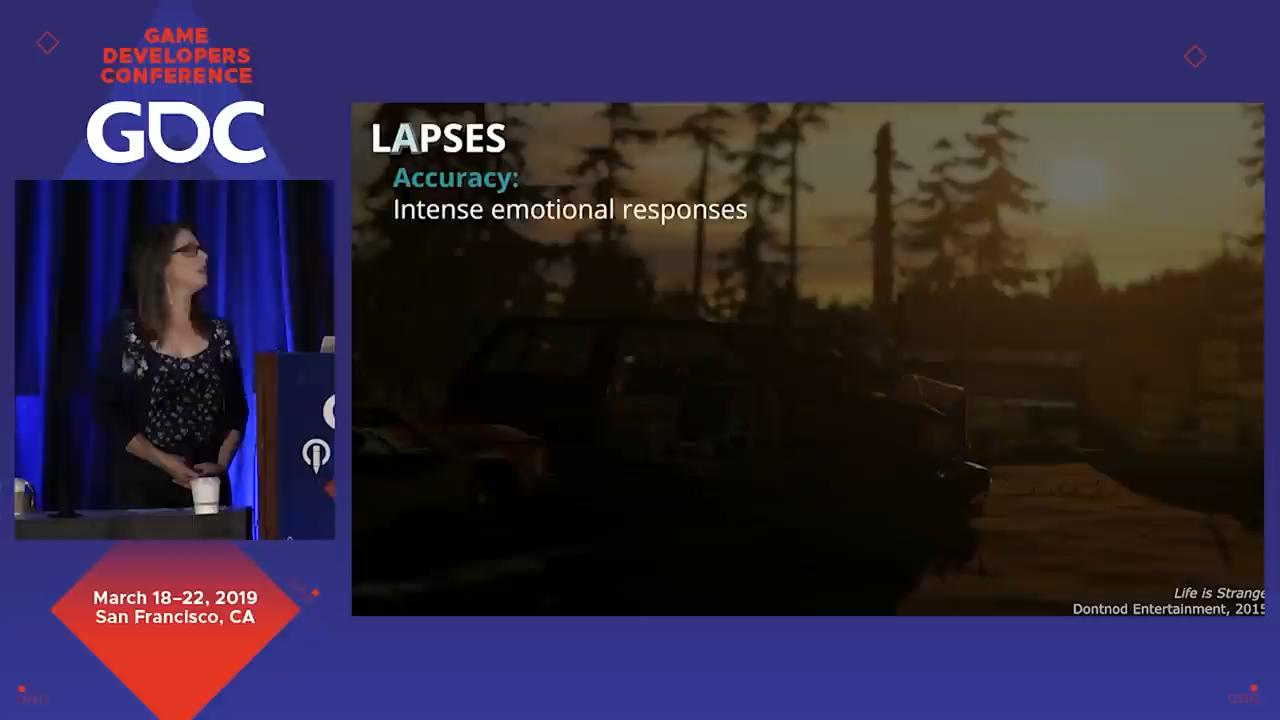 GAME
DEVELOPERS
CONFERENCE
GDC
LAPSES
Accuracy:
Intense emotional responses
Life is Strange
Dontnod Entertainment, 2015
March 18–22, 2019
San Francisco, CA